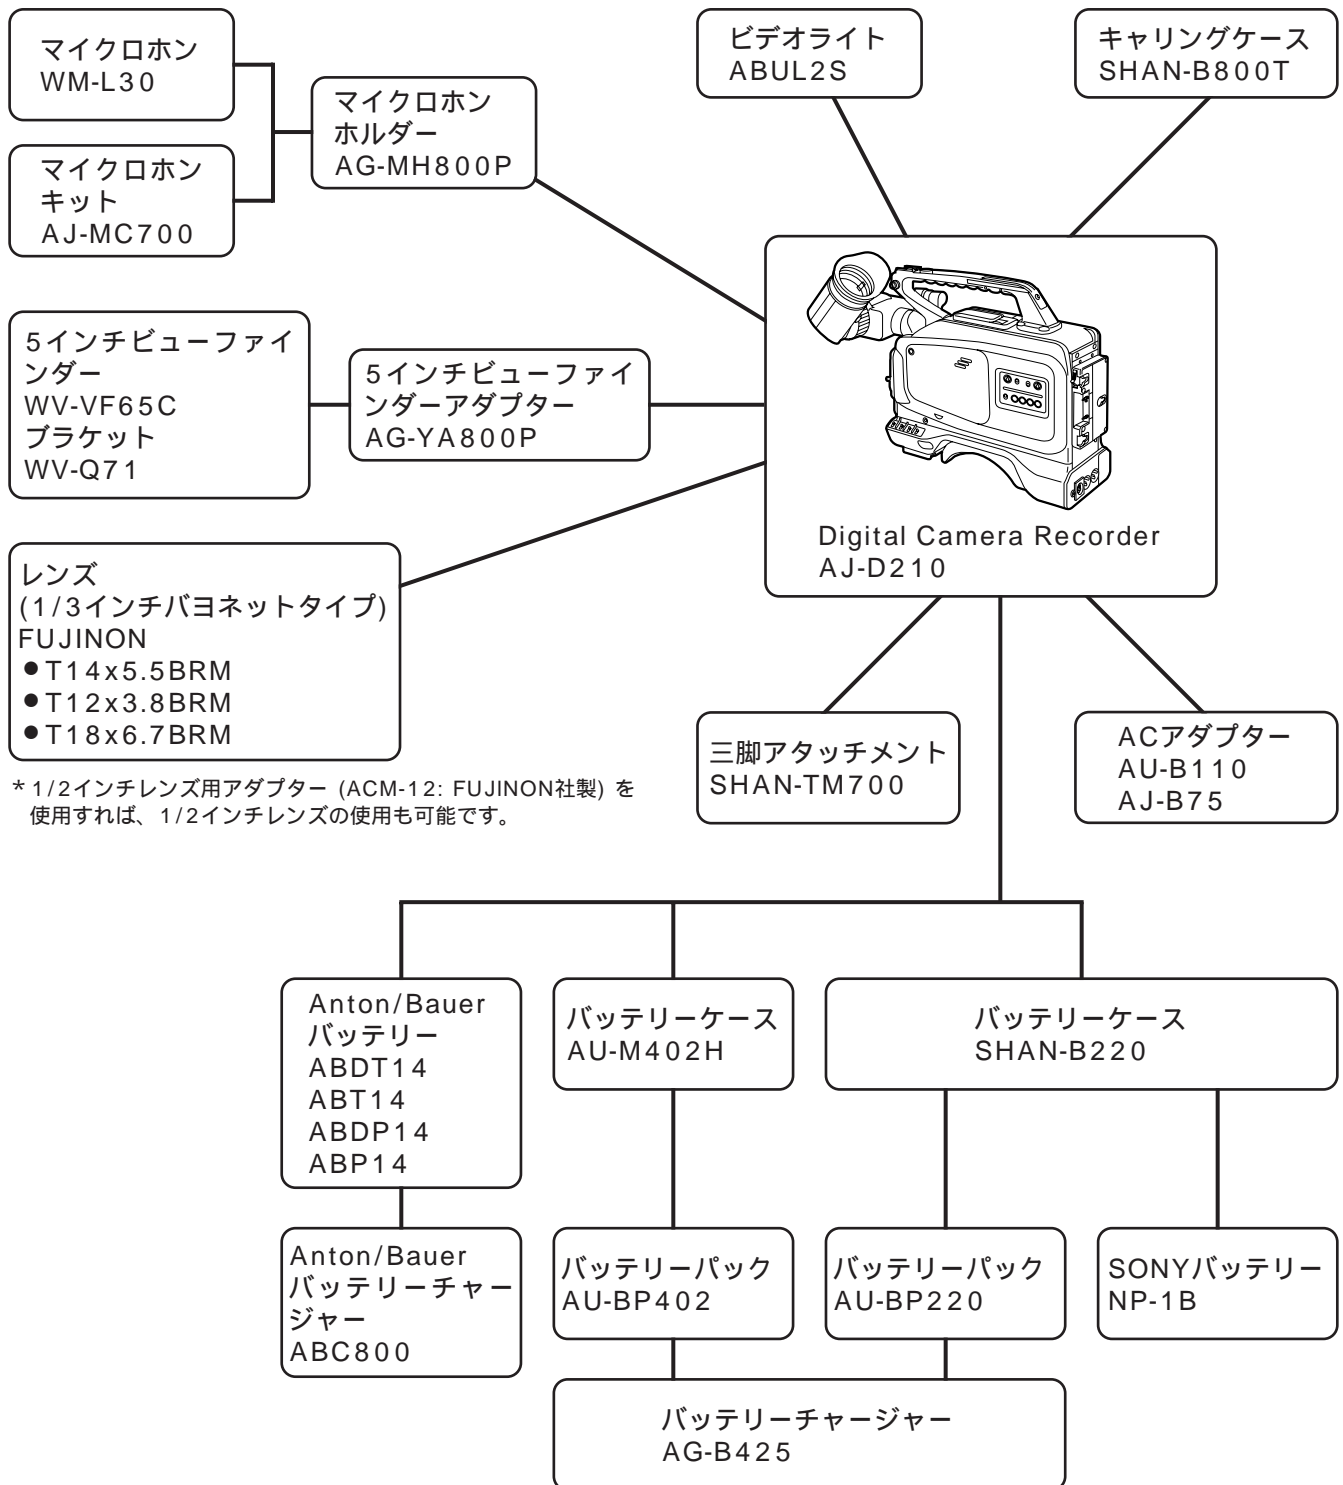 マイクロホン
WM-L30
マイクロホン
キット
AJ-MC700
マイクロホン
ホルダー
AG-MH800P
ビデオライト
ABUL2S
キャリングケース
SHAN-B800T
5インチビューファイ
ンダー
WV-VF65C
ブラケット
WV-Q71
5インチビューファイ
ンダーアダプター
AG-YA800P
Digital Camera Recorder
AJ-D210
レンズ
(1/3インチバヨネットタイプ)
FUJINON
●T14x5.5BRM
●T12x3.8BRM
●T18x6.7BRM
*1/2インチレンズ用アダプター (ACM-12: FUJINON社製) を
使用すれば、1/2インチレンズの使用も可能です。
三脚アタッチメント
SHAN-TM700
ACアダプター
AU-B110
AJ-B75
Anton/Bauer
バッテリー
ABDT14
ABT14
ABDP14
ABP14
バッテリーケース
AU-M402H
バッテリーケース
SHAN-B220
Anton/Bauer
バッテリーチャー
ジャー
ABC800
バッテリーパック
AU-BP402
バッテリーパック
AU-BP220
SONYバッテリー
NP-1B
バッテリーチャージャー
AG-B425